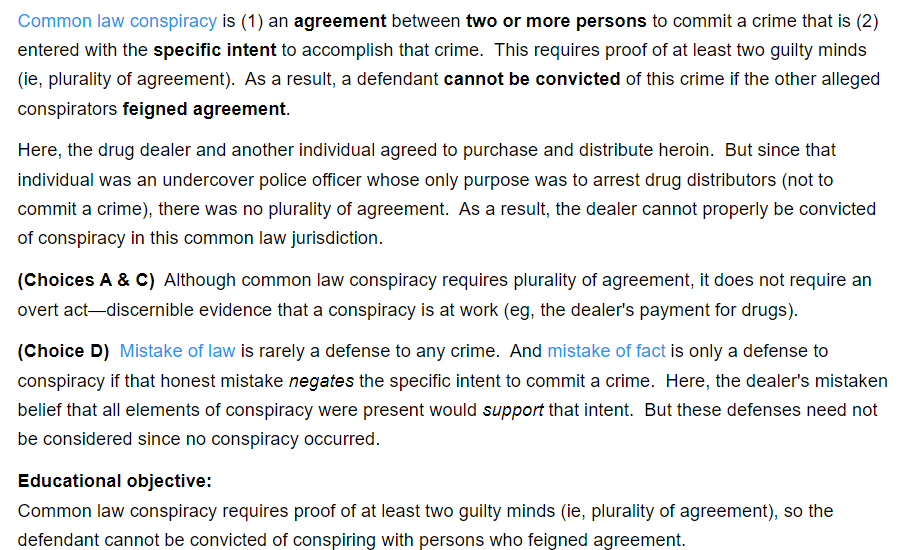 Common law conspiracy is (1) an agreement between two or more persons to commit a crime that is (2)
entered with the specific intent to accomplish that crime.  This requires proof of at least two guilty minds
(ie, plurality of agreement).  As a result, a defendant cannot be convicted of this crime if the other alleged
conspirators feigned agreement.
Here, the drug dealer and another individual agreed to purchase and distribute heroin.  But since that
individual was an undercover police officer whose only purpose was to arrest drug distributors (not to
commit a crime), there was no plurality of agreement.  As a result, the dealer cannot properly be convicted
of conspiracy in this common law jurisdiction.
(Choices A & C)  Although common law conspiracy requires plurality of agreement, it does not require an
overt act—discernible evidence that a conspiracy is at work (eg, the dealer's payment for drugs).
(Choice D)  Mistake of law is rarely a defense to any crime.  And mistake of fact is only a defense to
conspiracy if that honest mistake negates the specific intent to commit a crime.  Here, the dealer's mistaken
belief that all elements of conspiracy were present would support that intent.  But these defenses need not
be considered since no conspiracy occurred.
Educational objective:
Common law conspiracy requires proof of at least two guilty minds (ie, plurality of agreement), so the
defendant cannot be convicted of conspiring with persons who feigned agreement.